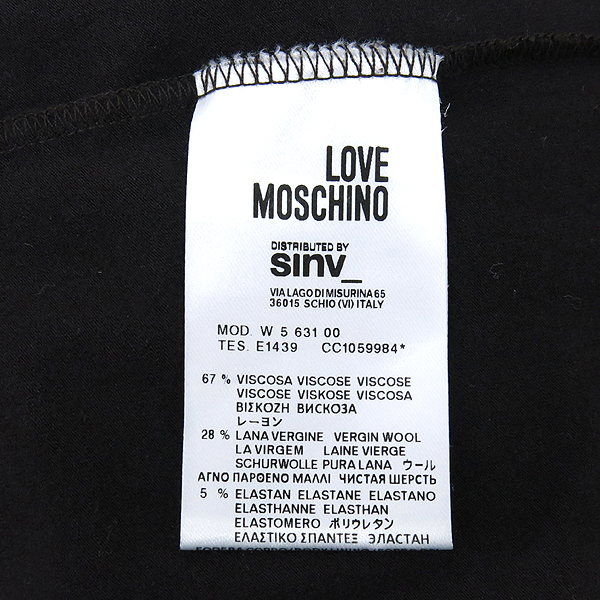 LOVE
MOSCHINO
DISTRIBUTED BY
sinv_
VIA LAGO DI MISURINA 65
36015 SCHIO (VI) ITALY
MOD. W 5 631 00
TES. E1439 CC1059984*
67 % VISCOSA VISCOSE VISCOSE
VISCOSE VISKOSE VISCOSA
ΒΙΣΚΟΖΗ ВИСКОЗА
レーヨン
28 % LANA VERGINE VERGIN WOOL
LA VIRGEM LAINE VIERGE
SCHURWOLLE PURA LANA ウール
ΑΓΝΟ ΠΑΡΘΕΝΟ ΜΑΛΛΙ ЧИСТАЯ ШЕРСТЬ
5 % ELASTAN ELASTANE ELASTANO
ELASTHANNE ELASTHAN
ELASTOMERO ポリウレタン
ΕΛΑΣΤΙΚΟ ΣΠΑΝΤΕΞ ЭЛАСТАН